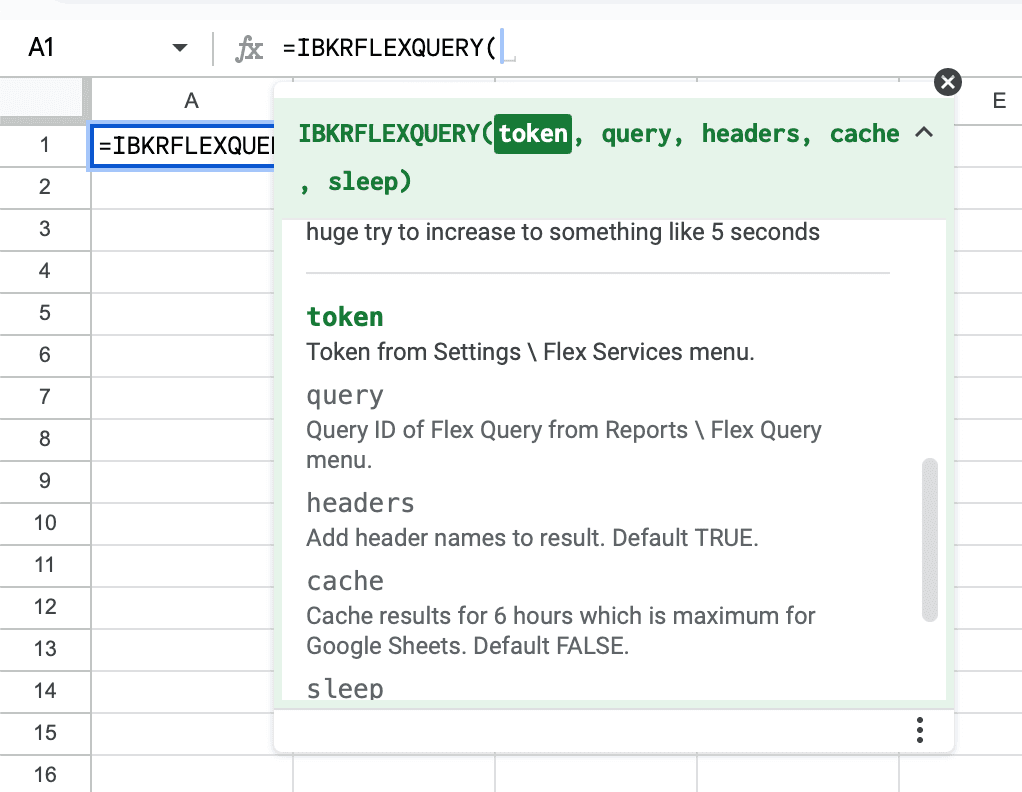 A1
fx =IBKRFLEXQUERY(
A
E
1
=IBKRFLEXQUE
IBKRFLEXQUERY(token, query, headers, cache
, sleep)
huge try to increase to something like 5 seconds
token
Token from Settings \ Flex Services menu.
query
Query ID of Flex Query from Reports \ Flex Query
menu.
headers
Add header names to result. Default TRUE.
cache
Cache results for 6 hours which is maximum for
Google Sheets. Default FALSE.
sleep
2
3
4
5
6
7
8
9
10
11
12
13
14
15
16